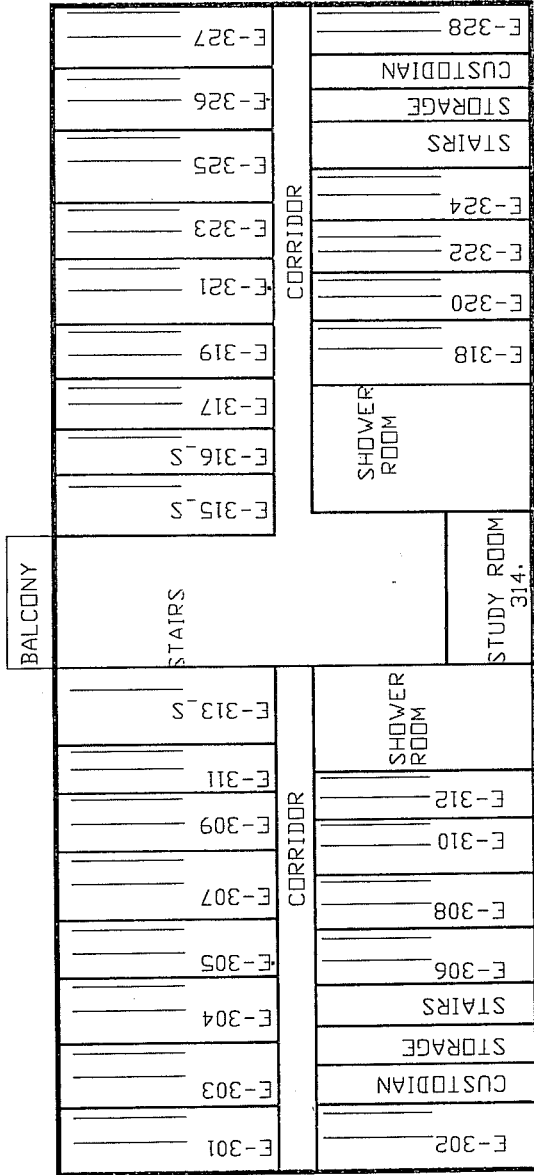 E-327
E-326
E-325
E-323
E-321
E-319
E-317
E-316_S
E-315_S
CORRIDOR
E-328
CUSTODIAN
STORAGE
STAIRS
E-324
E-322
E-320
E-318
SHOWER
ROOM
BALCONY
STAIRS
STUDY ROOM
314.
E-313_S
E-311
E-309
E-307
E-305
E-304
E-303
E-301
CORRIDOR
SHOWER
ROOM
E-312
E-310
E-308
E-306
STAIRS
STORAGE
CUSTODIAN
E-302